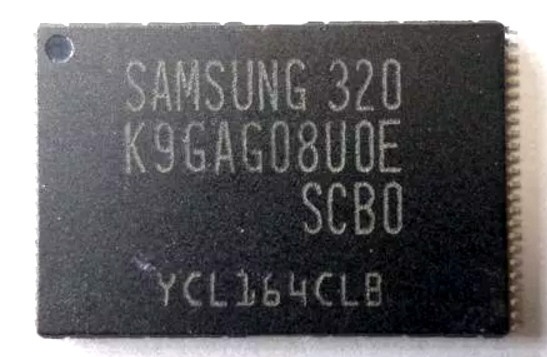 SAMSUNG 320
K9GAG08U0E
SCB0
YCL164CLB